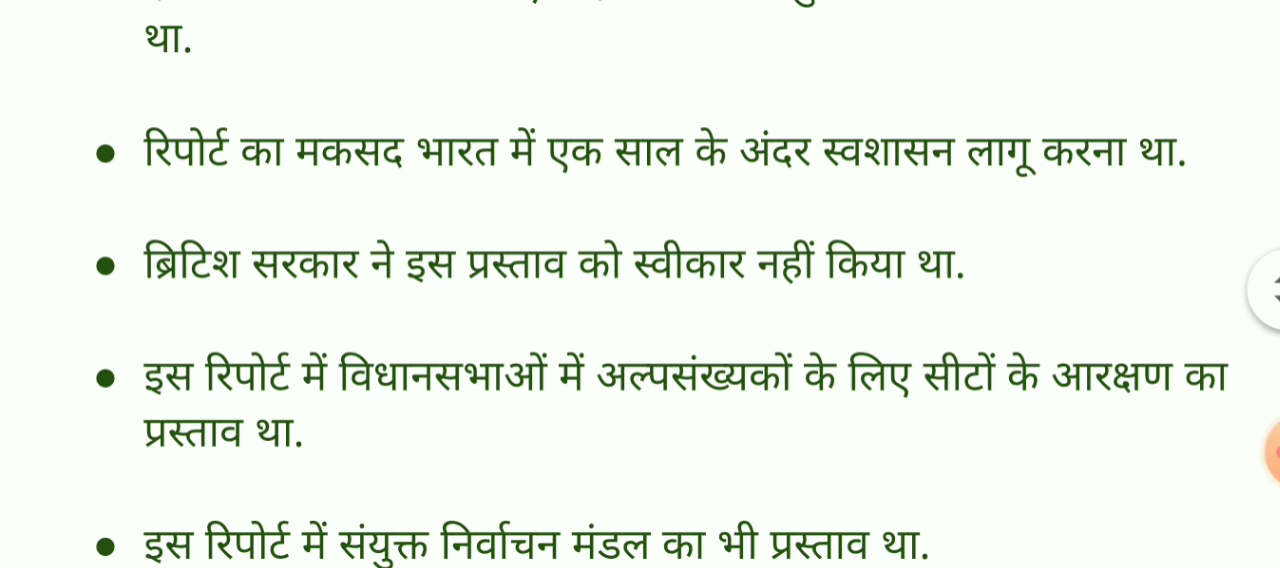 था.
• रिपोर्ट का मकसद भारत में एक साल के अंदर स्वशासन लागू करना था.
• ब्रिटिश सरकार ने इस प्रस्ताव को स्वीकार नहीं किया था.
• इस रिपोर्ट में विधानसभाओं में अल्पसंख्यकों के लिए सीटों के आरक्षण का
प्रस्ताव था.
• इस रिपोर्ट में संयुक्त निर्वाचन मंडल का भी प्रस्ताव था.